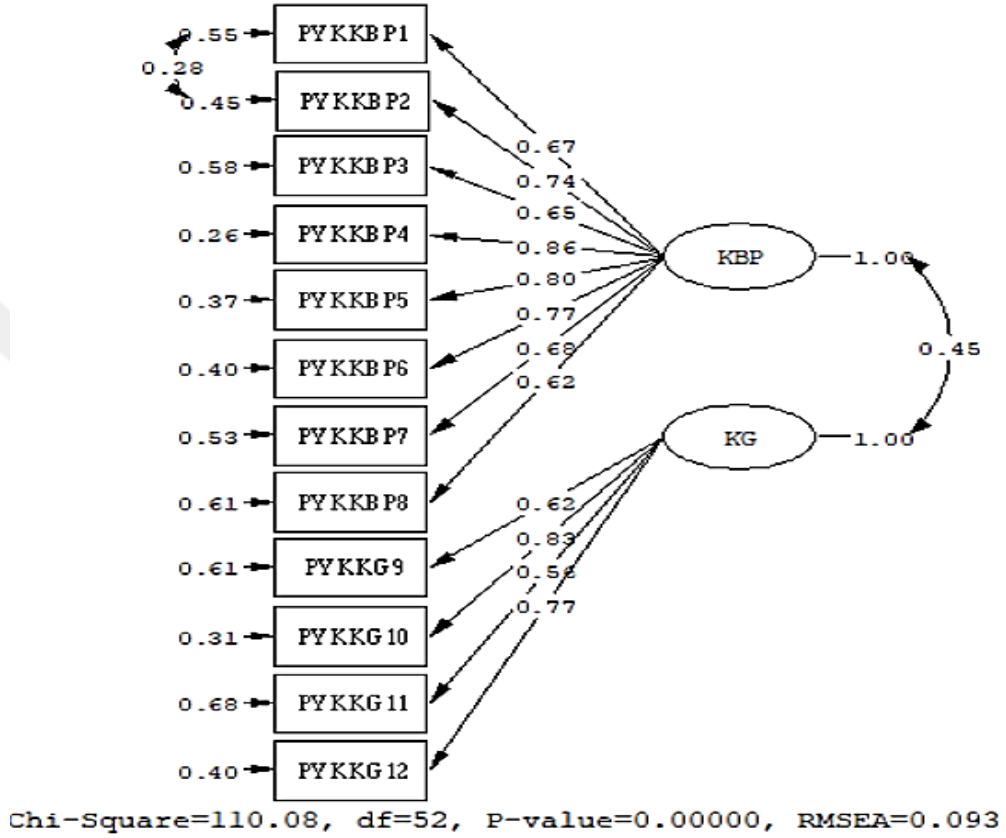 0.55 PYKKBP1
0.28
0.45 PYKKBP2
0.67
0.58 PYKKBP3
0.74
0.65
0.26 PYKKBP4
0.86
KBP 1.00
0.37 PYKKBP5
0.80
0.77
0.68
0.45
0.40 PYKKBP6
0.62
0.53 PYKKBP7
KG 1.00
0.61 PYKKBP8
0.62
0.61 PYKKG9
0.83
0.56
0.31 PYKKG10
0.77
0.68 PYKKG11
0.40 PYKKG12
Chi-Square=110.08, df=52, P-value=0.00000, RMSEA=0.093